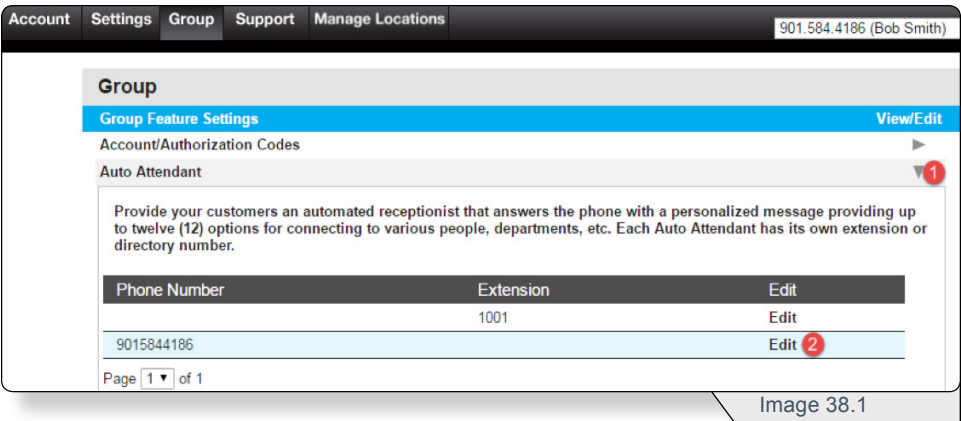 Account Settings Group Support Manage Locations
901.584.4186 (Bob Smith)
Group
Group Feature Settings View/Edit
Account/Authorization Codes
Auto Attendant 1
Provide your customers an automated receptionist that answers the phone with a personalized message providing up
to twelve (12) options for connecting to various people, departments, etc. Each Auto Attendant has its own extension or
directory number.
Phone Number Extension Edit
1001 Edit
9015844186 Edit 2
Page 1 of 1
Image 38.1